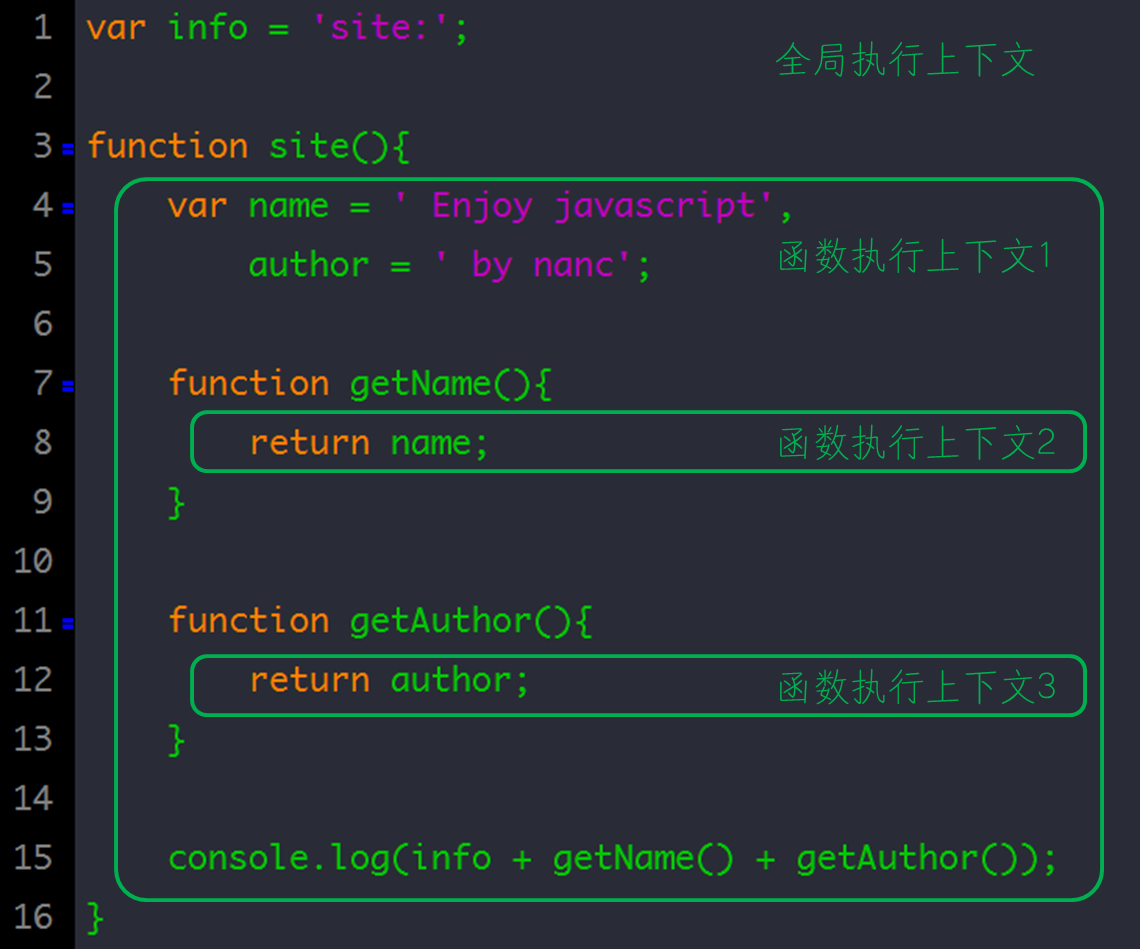 1 var info = 'site:';
全局执行上下文
2
3 function site(){
4 var name = ' Enjoy javascript',
5 author = ' by nanc'; 函数执行上下文1
6
7 function getName(){
8 return name; 函数执行上下文2
9 }
10
11 function getAuthor(){
12 return author; 函数执行上下文3
13 }
14
15 console.log(info + getName() + getAuthor());
16 }